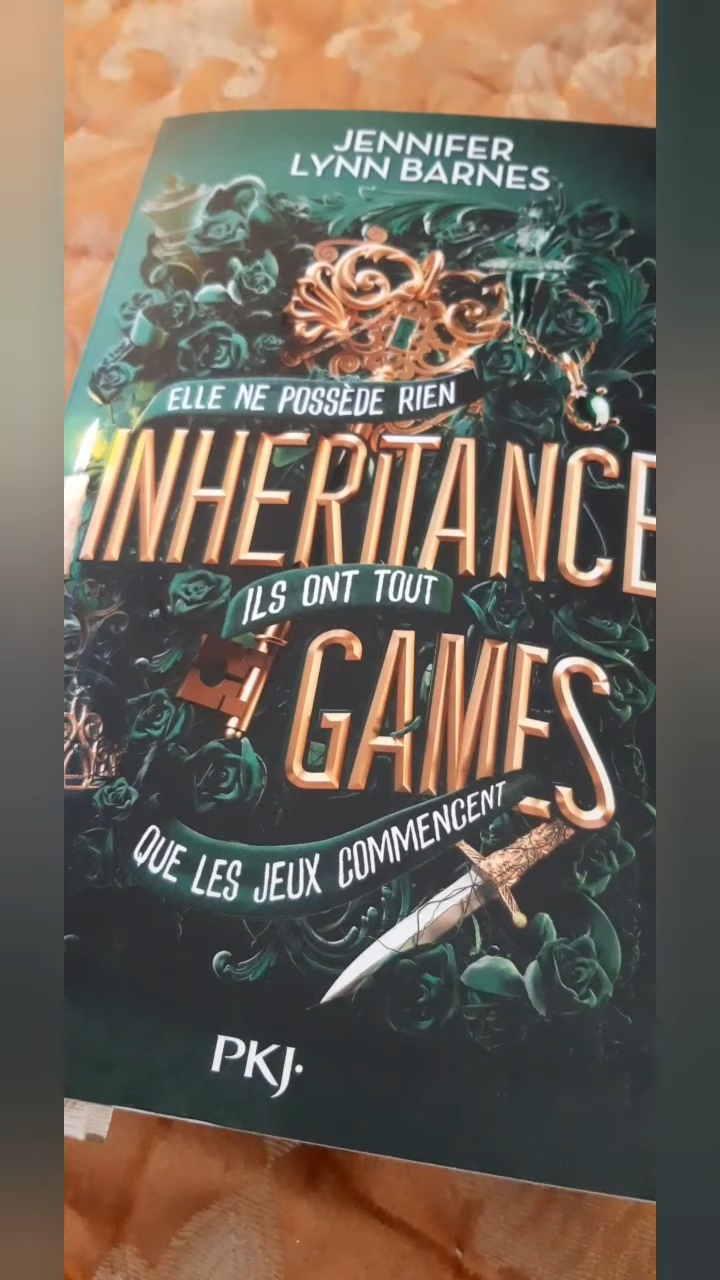 JENNIFER
LYNN BARNES
ELLE NE POSSÈDE RIEN
INHERITANCE
ILS ONT TOUT
GAMES
QUE LES JEUX COMMENCENT
PKJ·